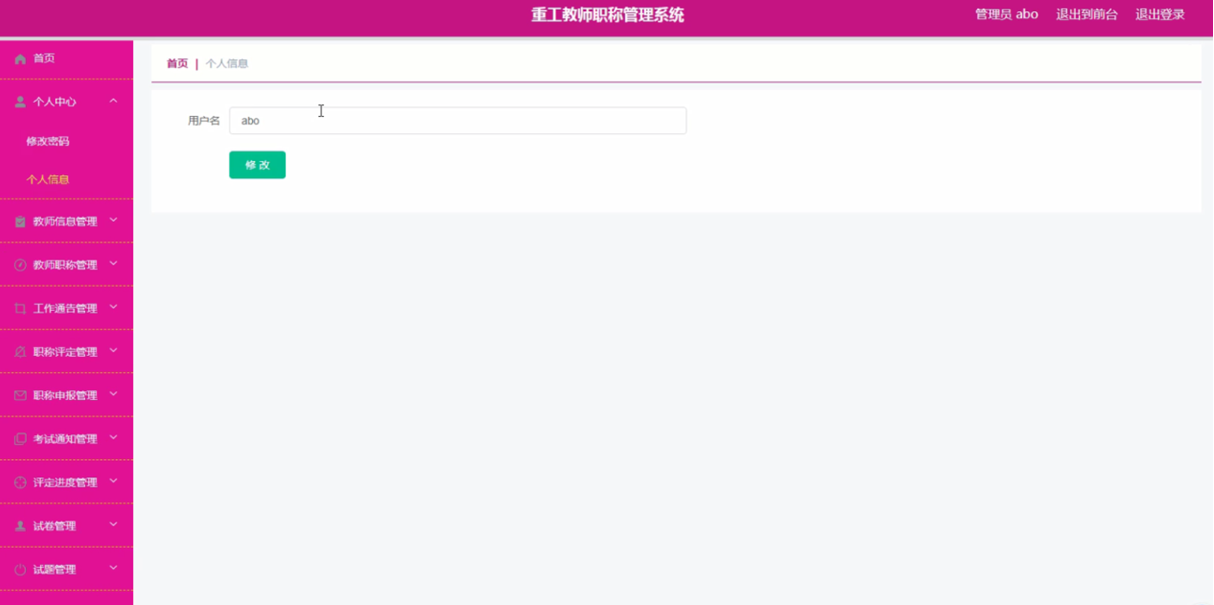 重工教师职称管理系统
管理员 abo 退出到前台 退出登录
首页
个人中心
修改密码
个人信息
教师信息管理
教师职称管理
工作通告管理
职称评定管理
职称申报管理
考试通知管理
评定进度管理
试卷管理
试题管理
首页 | 个人信息
用户名 abo
修 改